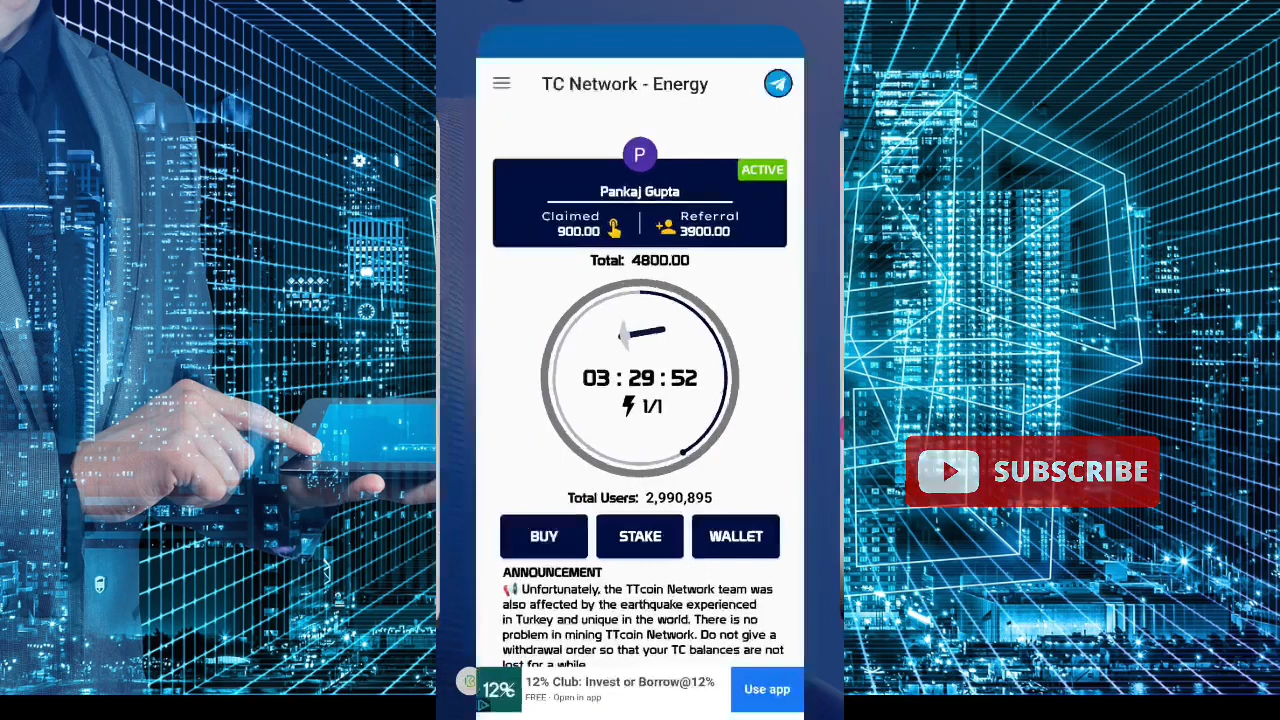 TC Network - Energy
P
ACTIVE
Pankaj Gupta
Claimed
900.00
Referral
3900.00
Total: 4800.00
03 : 29 : 52
1/1
Total Users: 2,990,895
BUY
STAKE
WALLET
ANNOUNCEMENT
Unfortunately, the TTcoin Network team was
also affected by the earthquake experienced
in Turkey and unique in the world. There is no
problem in mining TTcoin Network. Do not give a
withdrawal order so that your TC balances are not
lost for a while
12%
12% Club: Invest or Borrow@12%
FREE · Open in app
Use app
SUBSCRIBE